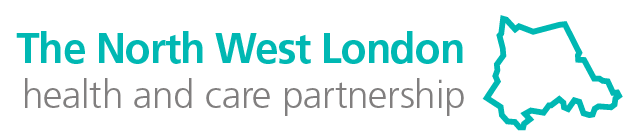 The North West London
health and care partnership